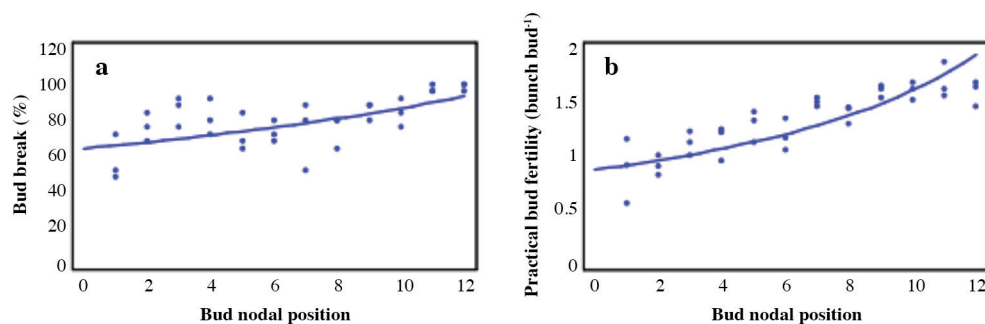 a
Bud break (%)
120
100
80
60
40
20
0
0 2 4 6 8 10 12
Bud nodal position
b
Practical bud fertility (bunch bud-1)
2
1.5
1
0.5
0
0 2 4 6 8 10 12
Bud nodal position